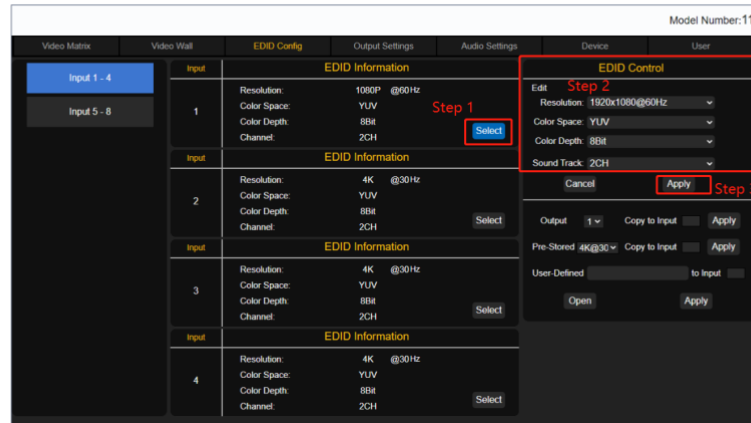 Model Number:11
Video Matrix Video Wall EDID Config Output Settings Audio Settings Device User
Input 1 - 4
Input 5 - 8
Input EDID Information
1
Resolution: 1080P @60Hz
Color Space: YUV
Color Depth: 8Bit
Channel: 2CH
Step 1
Select
Input EDID Information
2
Resolution: 4K @30Hz
Color Space: YUV
Color Depth: 8Bit
Channel: 2CH
Select
Input EDID Information
3
Resolution: 4K @30Hz
Color Space: YUV
Color Depth: 8Bit
Channel: 2CH
Select
Input EDID Information
4
Resolution: 4K @30Hz
Color Space: YUV
Color Depth: 8Bit
Channel: 2CH
Select
EDID Control
Edit Step 2
Resolution: 1920x1080@60Hz
Color Space: YUV
Color Depth: 8Bit
Sound Track: 2CH
Cancel Apply Step
Output 1 Copy to Input Apply
Pre-Stored 4K@30 Copy to Input Apply
User-Defined to Input
Open Apply